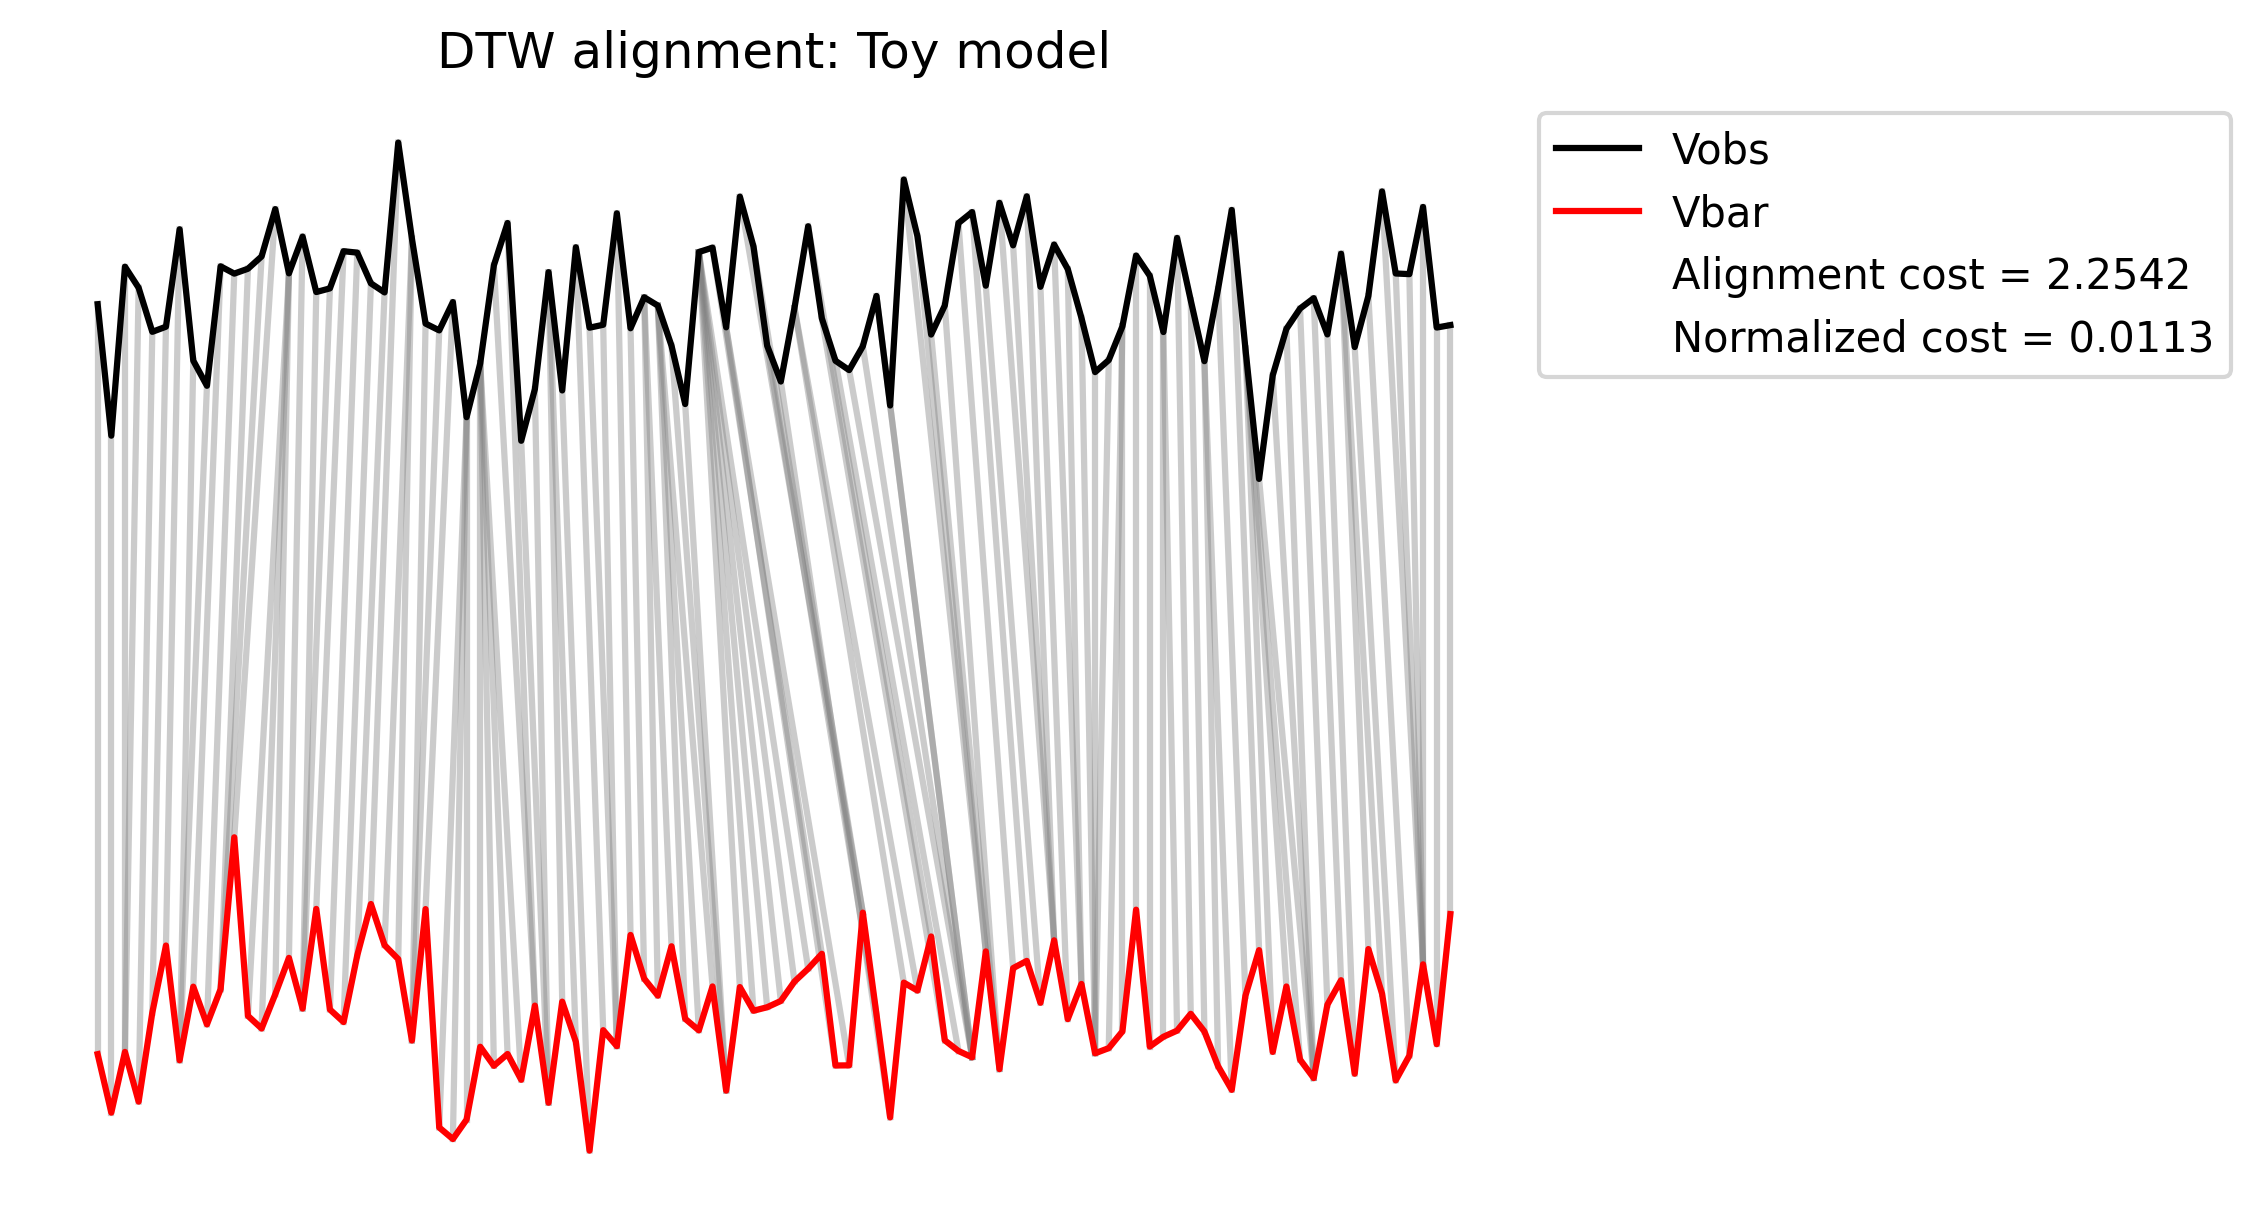 DTW alignment: Toy model
Vobs
Vbar
Alignment cost = 2.2542
Normalized cost = 0.0113